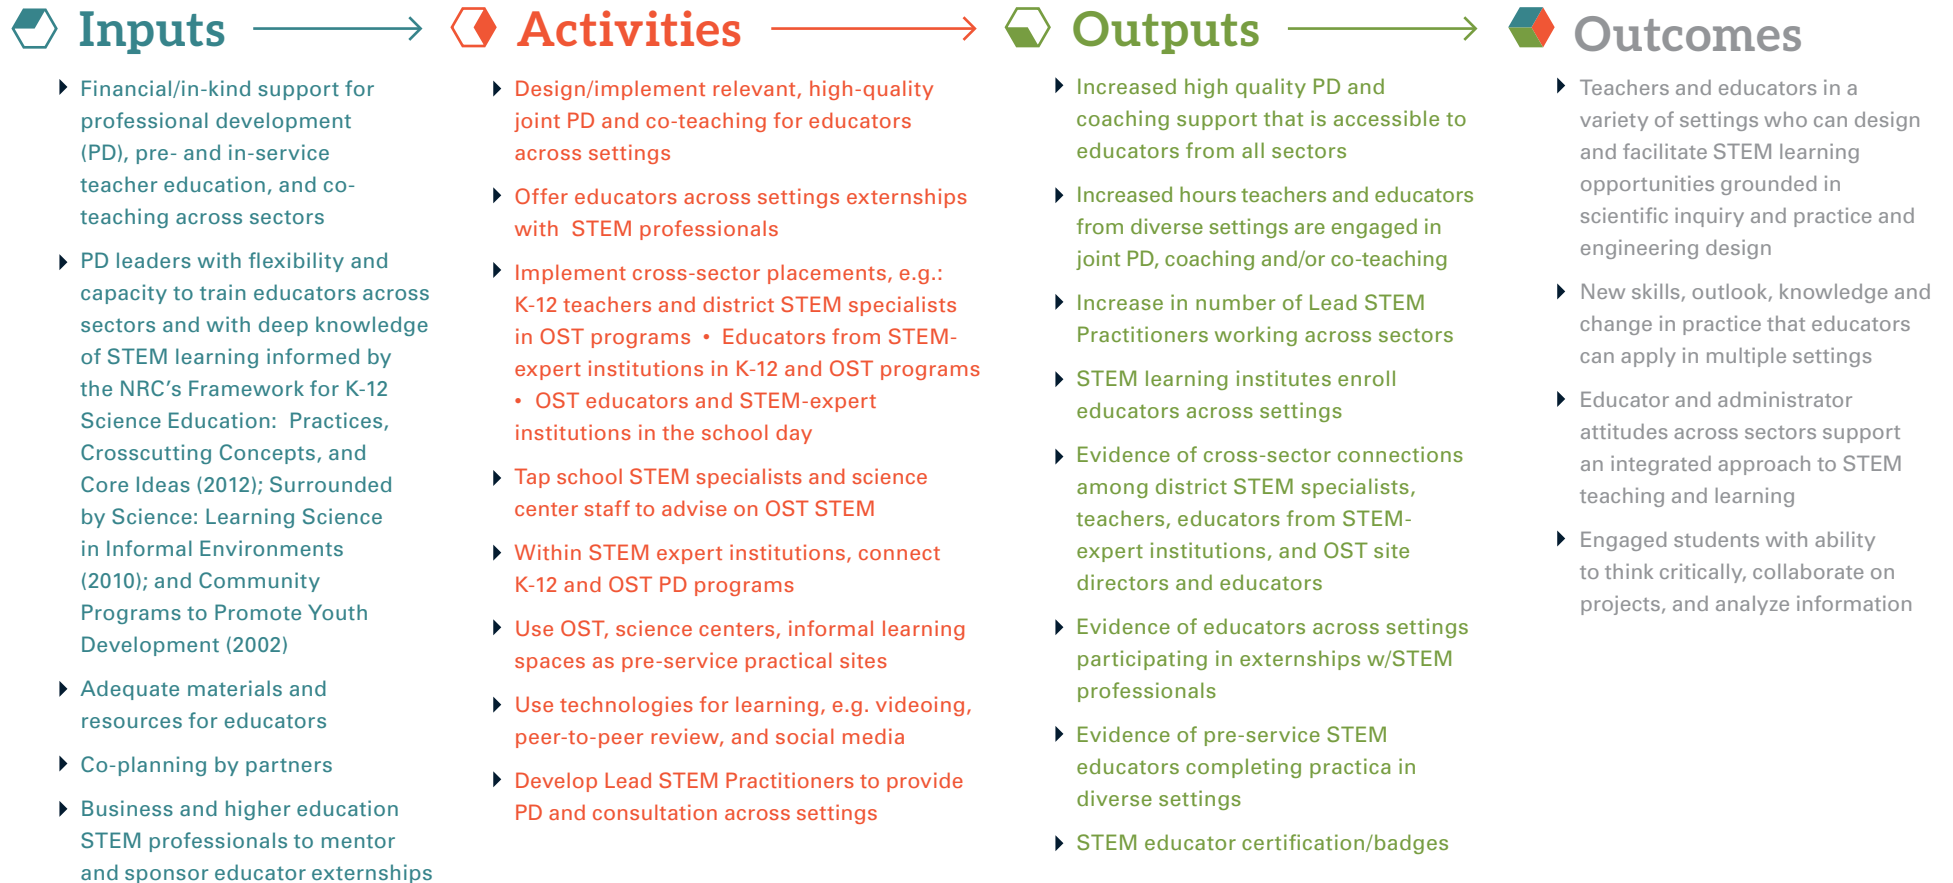 Inputs
Financial/in-kind support for
professional development
(PD), pre- and in-service
teacher education, and co-
teaching across sectors
PD leaders with flexibility and
capacity to train educators across
sectors and with deep knowledge
of STEM learning informed by
the NRC's Framework for K-12
Science Education:  Practices,
Crosscutting Concepts, and
Core Ideas (2012); Surrounded
by Science: Learning Science
in Informal Environments
(2010); and Community
Programs to Promote Youth
Development (2002)
Adequate materials and
resources for educators
Co-planning by partners
Business and higher education
STEM professionals to mentor
and sponsor educator externships
Activities
Design/implement relevant, high-quality
joint PD and co-teaching for educators
across settings
Offer educators across settings externships
with  STEM professionals
Implement cross-sector placements, e.g.:
K-12 teachers and district STEM specialists
in OST programs • Educators from STEM-
expert institutions in K-12 and OST programs
• OST educators and STEM-expert
institutions in the school day
Tap school STEM specialists and science
center staff to advise on OST STEM
Within STEM expert institutions, connect
K-12 and OST PD programs
Use OST, science centers, informal learning
spaces as pre-service practical sites
Use technologies for learning, e.g. videoing,
peer-to-peer review, and social media
Develop Lead STEM Practitioners to provide
PD and consultation across settings
Outputs
Increased high quality PD and
coaching support that is accessible to
educators from all sectors
Increased hours teachers and educators
from diverse settings are engaged in
joint PD, coaching and/or co-teaching
Increase in number of Lead STEM
Practitioners working across sectors
STEM learning institutes enroll
educators across settings
Evidence of cross-sector connections
among district STEM specialists,
teachers, educators from STEM-
expert institutions, and OST site
directors and educators
Evidence of educators across settings
participating in externships w/STEM
professionals
Evidence of pre-service STEM
educators completing practica in
diverse settings
STEM educator certification/badges
Outcomes
Teachers and educators in a
variety of settings who can design
and facilitate STEM learning
opportunities grounded in
scientific inquiry and practice and
engineering design
New skills, outlook, knowledge and
change in practice that educators
can apply in multiple settings
Educator and administrator
attitudes across sectors support
an integrated approach to STEM
teaching and learning
Engaged students with ability
to think critically, collaborate on
projects, and analyze information